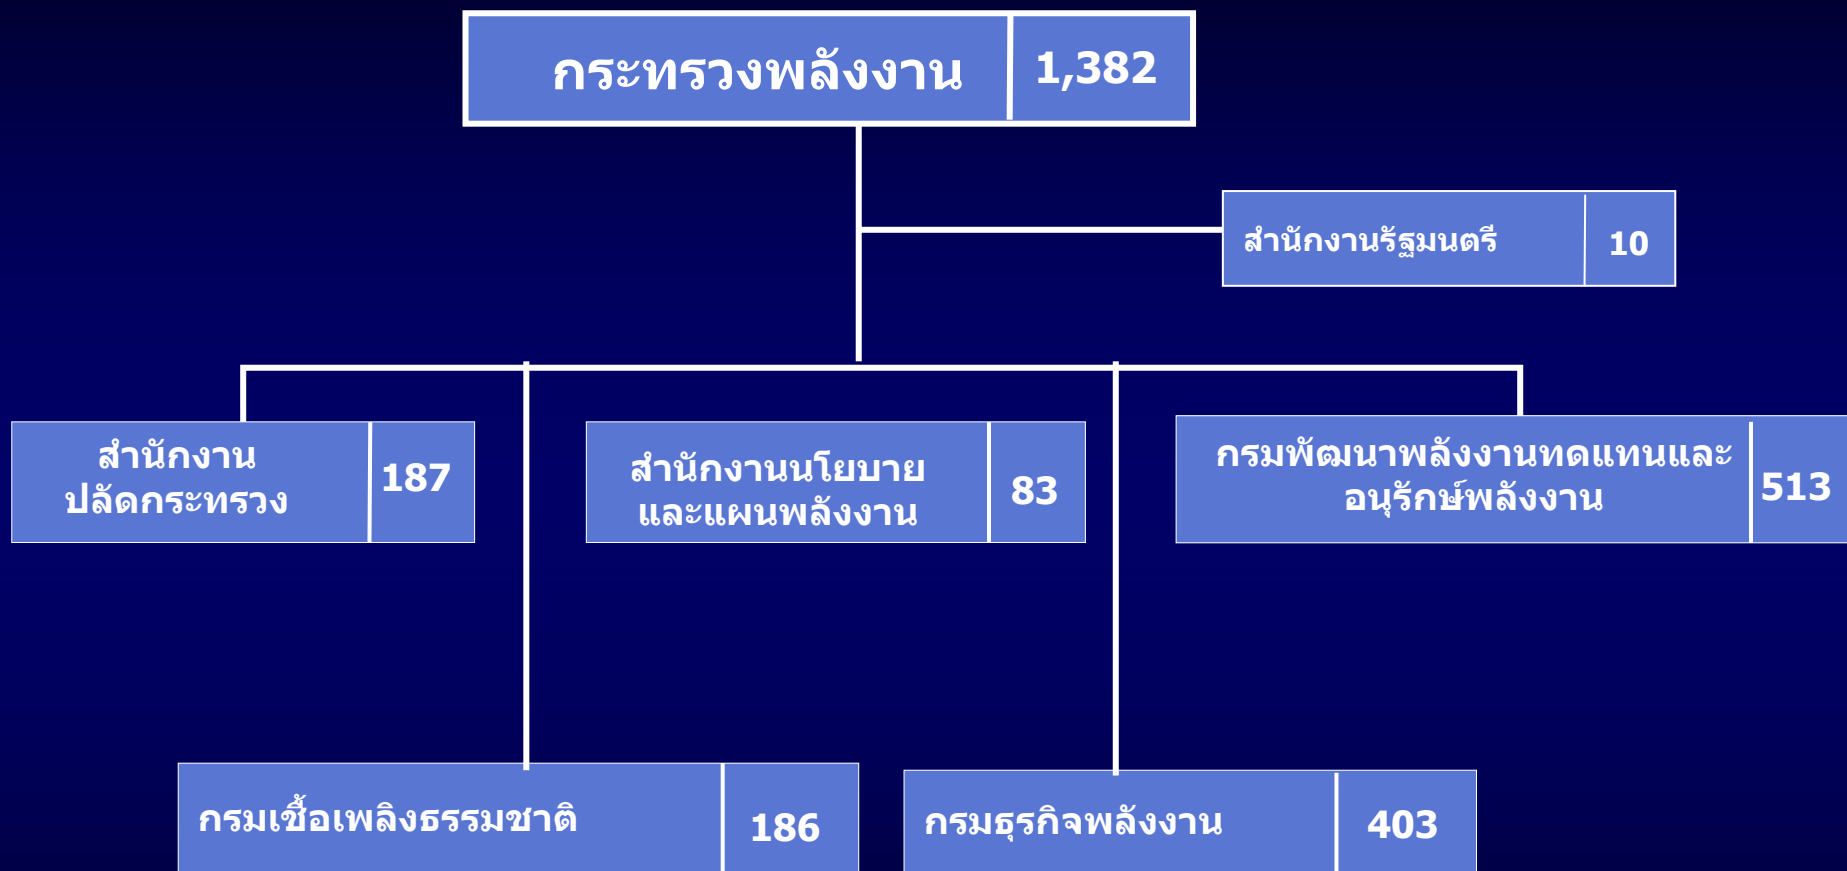 กระทรวงพลังงาน 1,382
สำนักงานรัฐมนตรี 10
สำนักงาน
ปลัดกระทรวง
187
สำนักงานนโยบาย
และแผนพลังงาน
83
กรมพัฒนาพลังงานทดแทนและ
อนุรักษ์พลังงาน
513
กรมเชื้อเพลิงธรรมชาติ 186
กรมธุรกิจพลังงาน 403